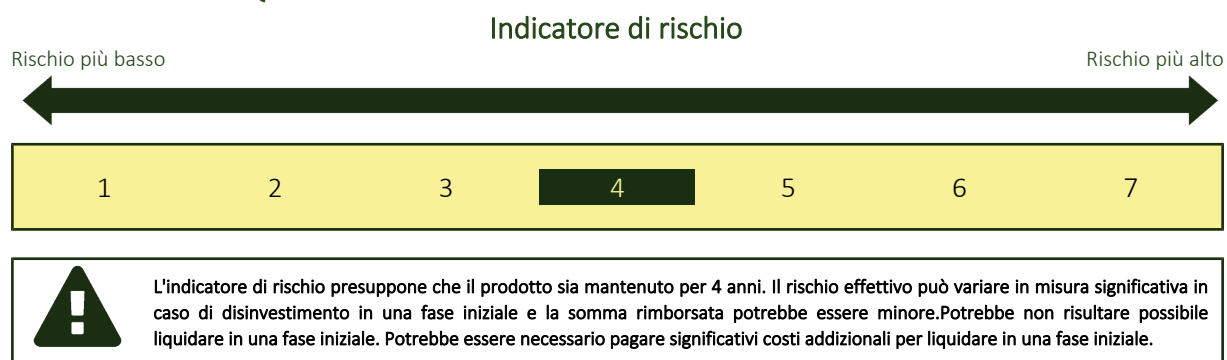 Indicatore di rischio
Rischio più basso Rischio più alto
1 2 3 4 5 6 7
L'indicatore di rischio presuppone che il prodotto sia mantenuto per 4 anni. Il rischio effettivo può variare in misura significativa in
caso di disinvestimento in una fase iniziale e la somma rimborsata potrebbe essere minore.Potrebbe non risultare possibile
liquidare in una fase iniziale. Potrebbe essere necessario pagare significativi costi addizionali per liquidare in una fase iniziale.